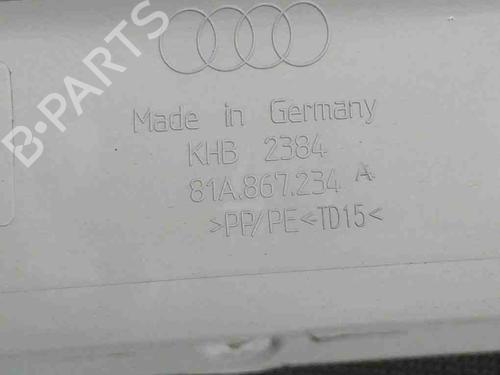 B-PARTS
Made in Germany
KHB 2384
81A.867.234 A
>PP/PE<TD15<